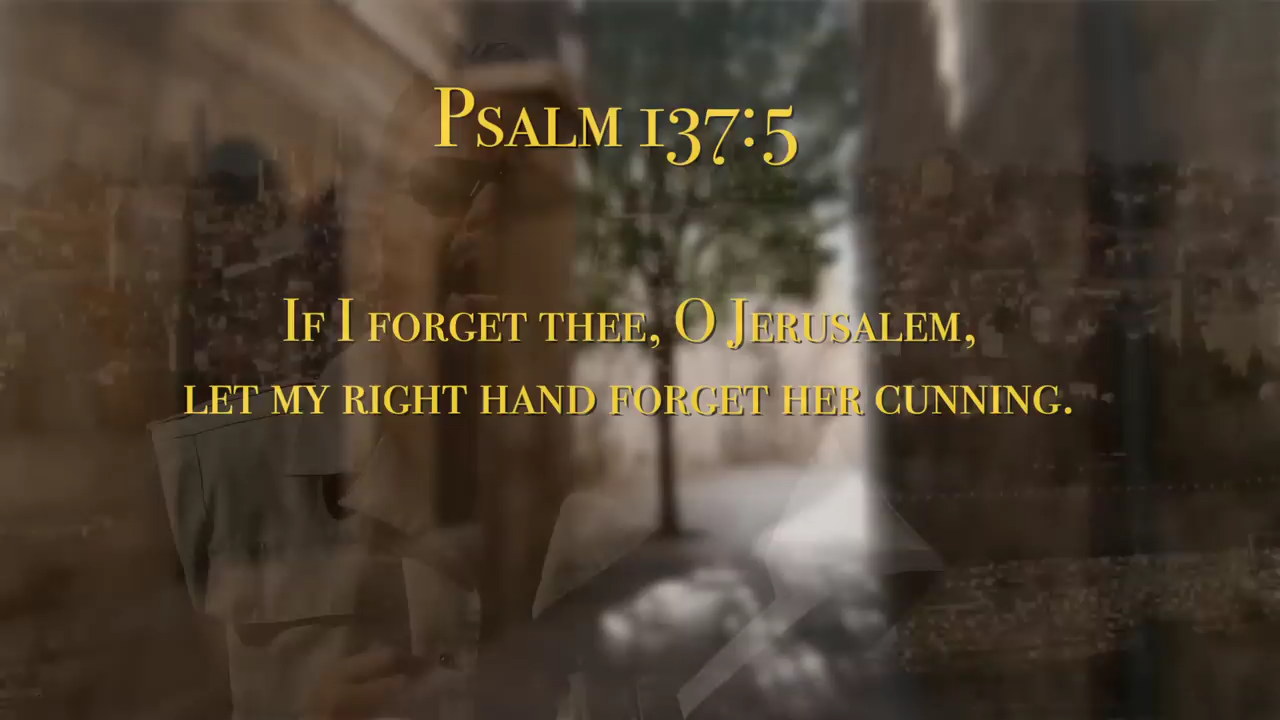 Psalm 137:5
If I forget thee, O Jerusalem,
let my right hand forget her cunning.